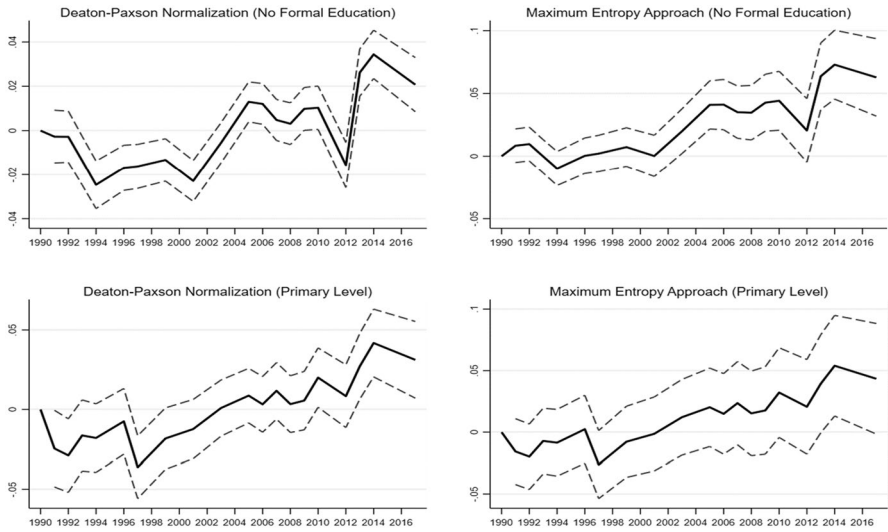 Deaton-Paxson Normalization (No Formal Education)
.04
.02
0
-.02
-.04
1990 1992 1994 1996 1998 2000 2002 2004 2006 2008 2010 2012 2014 2016
Maximum Entropy Approach (No Formal Education)
.1
.05
0
-.05
1990 1992 1994 1996 1998 2000 2002 2004 2006 2008 2010 2012 2014 2016
Deaton-Paxson Normalization (Primary Level)
.05
0
-.05
1990 1992 1994 1996 1998 2000 2002 2004 2006 2008 2010 2012 2014 2016
Maximum Entropy Approach (Primary Level)
.1
.05
0
-.05
1990 1992 1994 1996 1998 2000 2002 2004 2006 2008 2010 2012 2014 2016